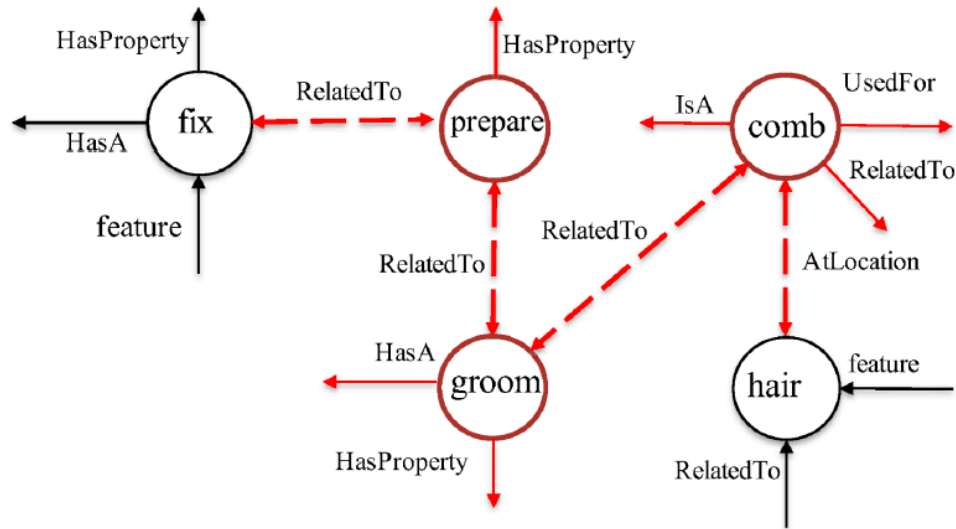 HasProperty
HasProperty
RelatedTo
UsedFor
IsA
fix
prepare
comb
HasA
RelatedTo
feature
RelatedTo
RelatedTo
AtLocation
HasA
feature
groom
hair
HasProperty
RelatedTo